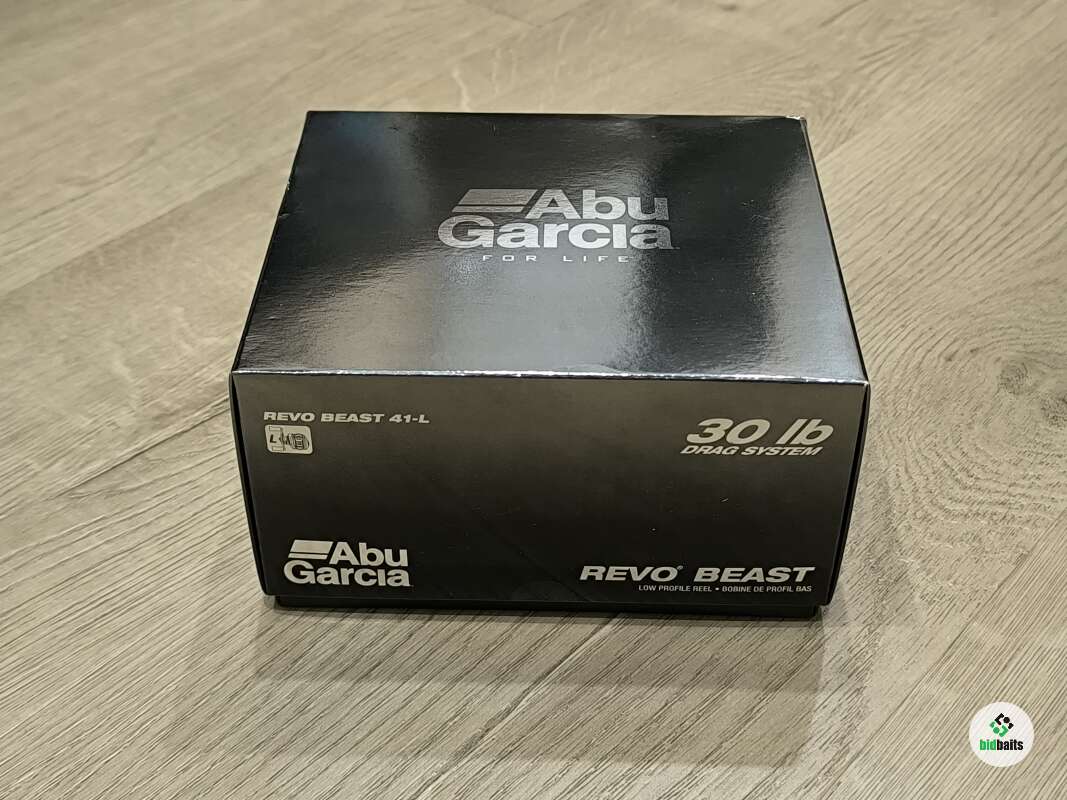 Abu
Garcia
FOR LIFE
REVO BEAST 41-L
30 lb
DRAG SYSTEM
Abu
Garcia
REVO® BEAST
LOW PROFILE REEL • BOBINE DE PROFIL BAS
bidbaits